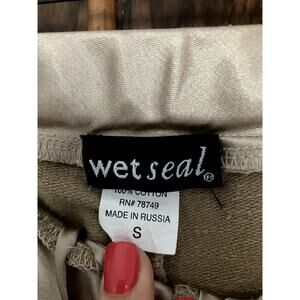 wet seal®
100% COTTON
RN# 78749
MADE IN RUSSIA
S